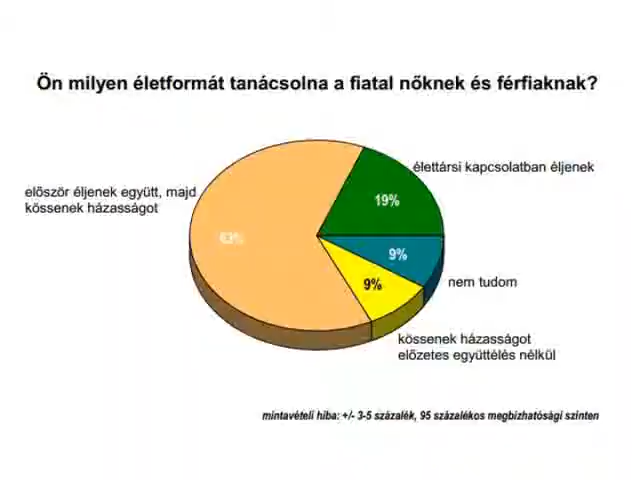 Ön milyen életformát tanácsolna a fiatal nőknek és férfiaknak?
élettársi kapcsolatban éljenek
először éljenek együtt, majd
kössenek házasságot
19%
63%
9%
9%
nem tudom
kössenek házasságot
előzetes együttélés nélkül
mintavételi hiba: +/- 3-5 százalék, 95 százalékos megbízhatósági szinten